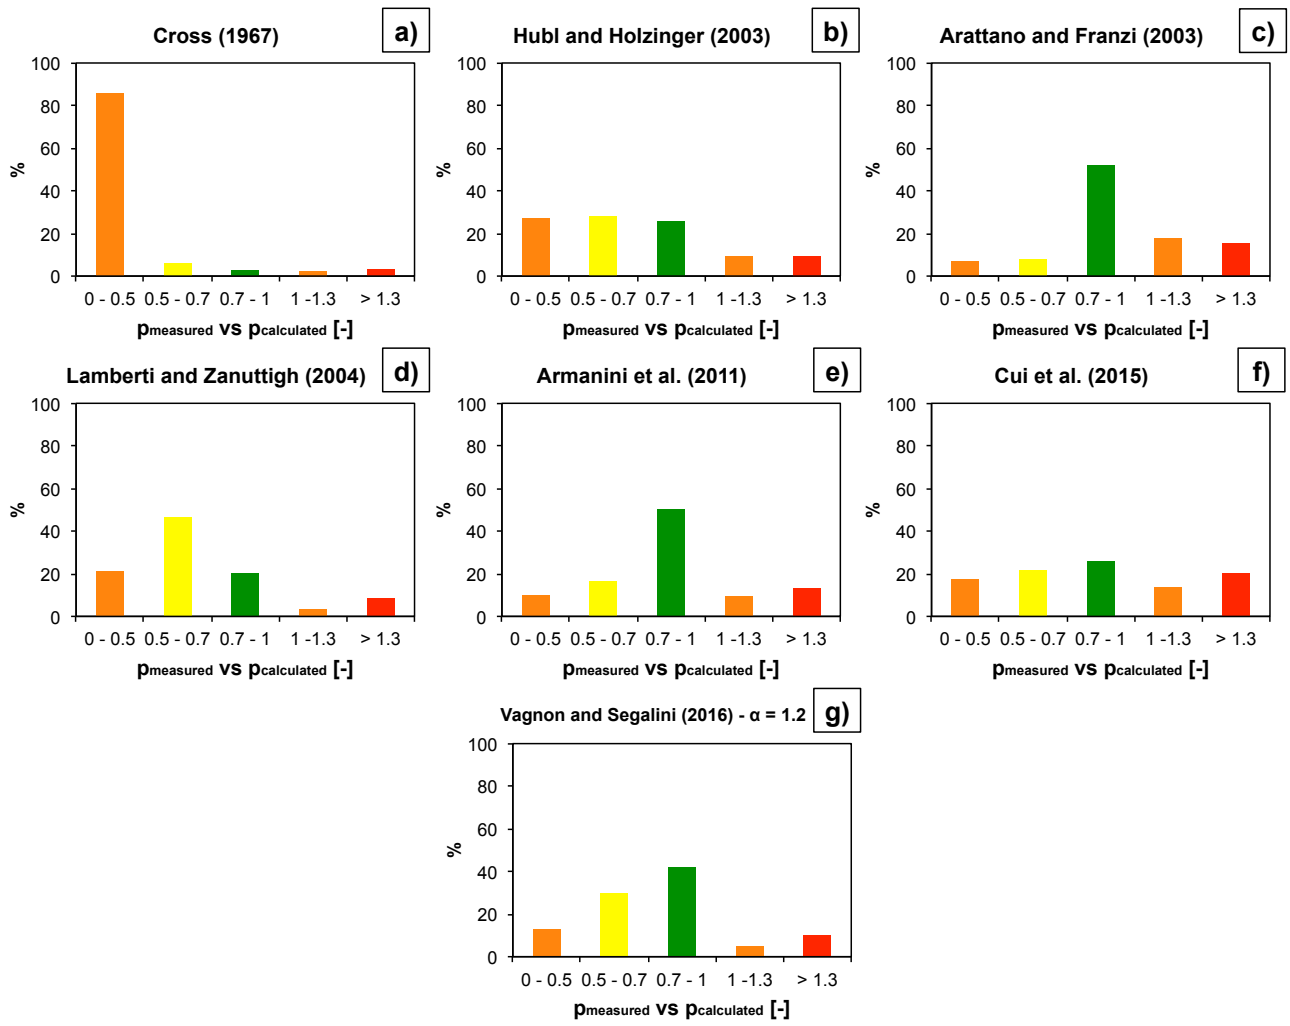 Cross (1967)
a)
100
80
60
40
20
0
%
0 - 0.5 0.5 - 0.7 0.7 - 1 1 -1.3 > 1.3
pmeasured vs pcalculated [-]
Hubl and Holzinger (2003)
b)
100
80
60
40
20
0
%
0 - 0.5 0.5 - 0.7 0.7 - 1 1 -1.3 > 1.3
pmeasured vs pcalculated [-]
Arattano and Franzi (2003)
c)
100
80
60
40
20
0
%
0 - 0.5 0.5 - 0.7 0.7 - 1 1 -1.3 > 1.3
pmeasured vs pcalculated [-]
Lamberti and Zanuttigh (2004)
d)
100
80
60
40
20
0
%
0 - 0.5 0.5 - 0.7 0.7 - 1 1 -1.3 > 1.3
pmeasured vs pcalculated [-]
Armanini et al. (2011)
e)
100
80
60
40
20
0
%
0 - 0.5 0.5 - 0.7 0.7 - 1 1 -1.3 > 1.3
pmeasured vs pcalculated [-]
Cui et al. (2015)
f)
100
80
60
40
20
0
%
0 - 0.5 0.5 - 0.7 0.7 - 1 1 -1.3 > 1.3
pmeasured vs pcalculated [-]
Vagnon and Segalini (2016) - α = 1.2
g)
100
80
60
40
20
0
%
0 - 0.5 0.5 - 0.7 0.7 - 1 1 -1.3 > 1.3
pmeasured vs pcalculated [-]